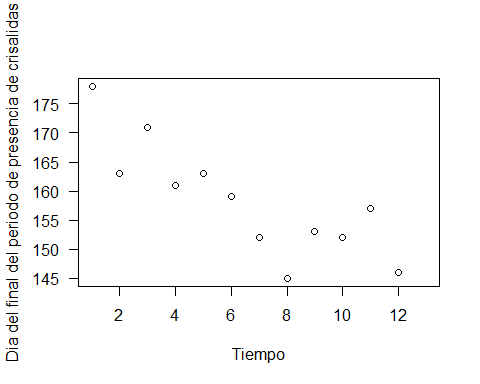 Dia del final del periodo de presencia de crisalidas
175
170
165
160
155
150
145
2 4 6 8 10 12
Tiempo